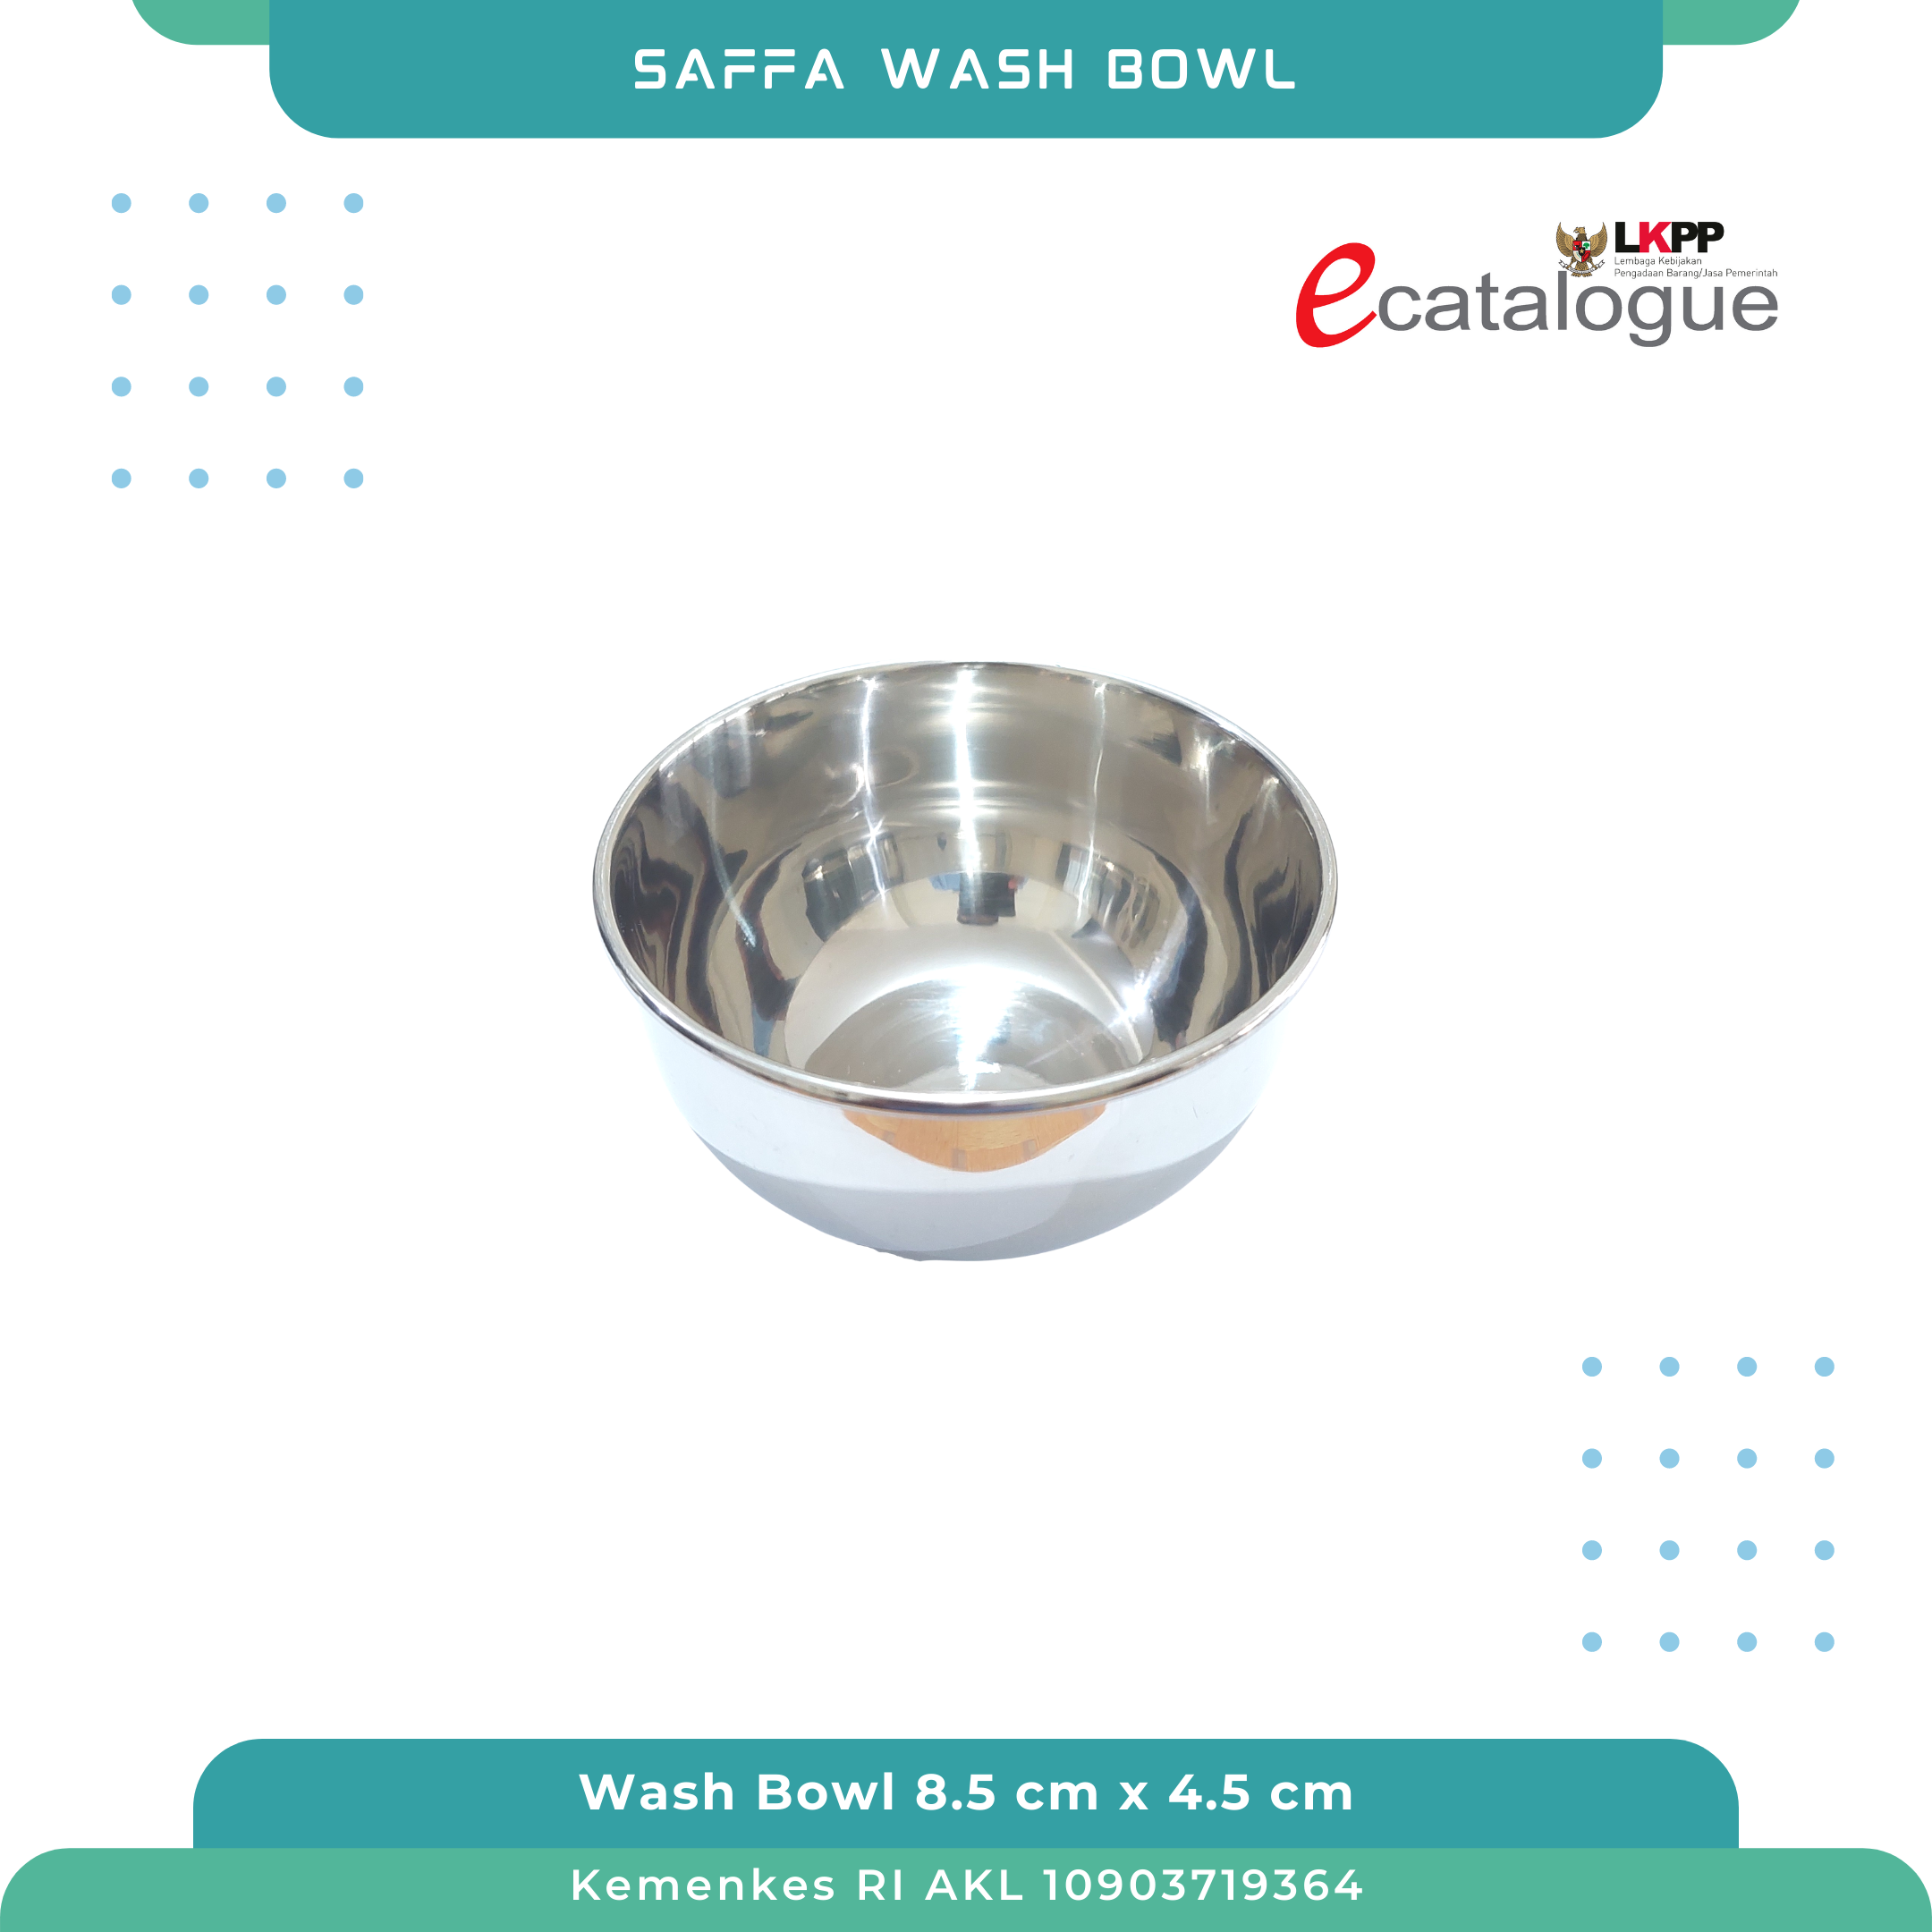 SAFFA WASH BOWL
LKPP
Lembaga Kebijakan
Pengadaan Barang/Jasa Pemerintah
ecatalogue
Wash Bowl 8.5 cm x 4.5 cm
Kemenkes RI AKL 10903719364